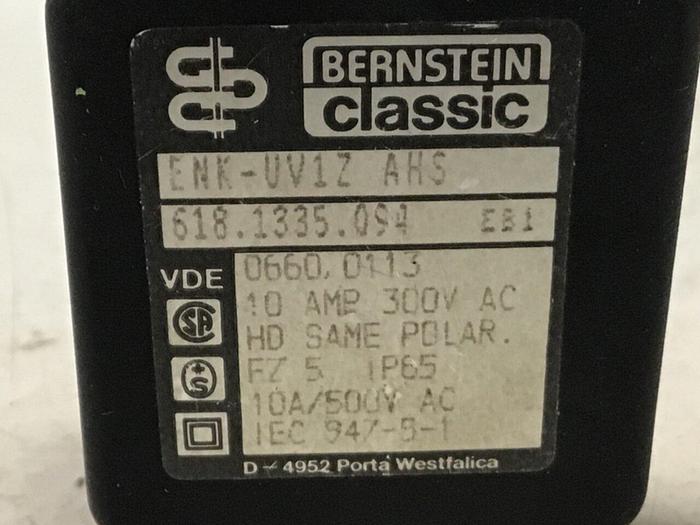 BERNSTEIN
classic
ENK-UV1Z AHS
618.1335.094 EB1
VDE 0660,0113
10 AMP 300V AC
HD SAME POLAR.
FZ 5 IP65
10A/500V AC
IEC 947-5-1
D-4952 Porta Westfalica
SA
S